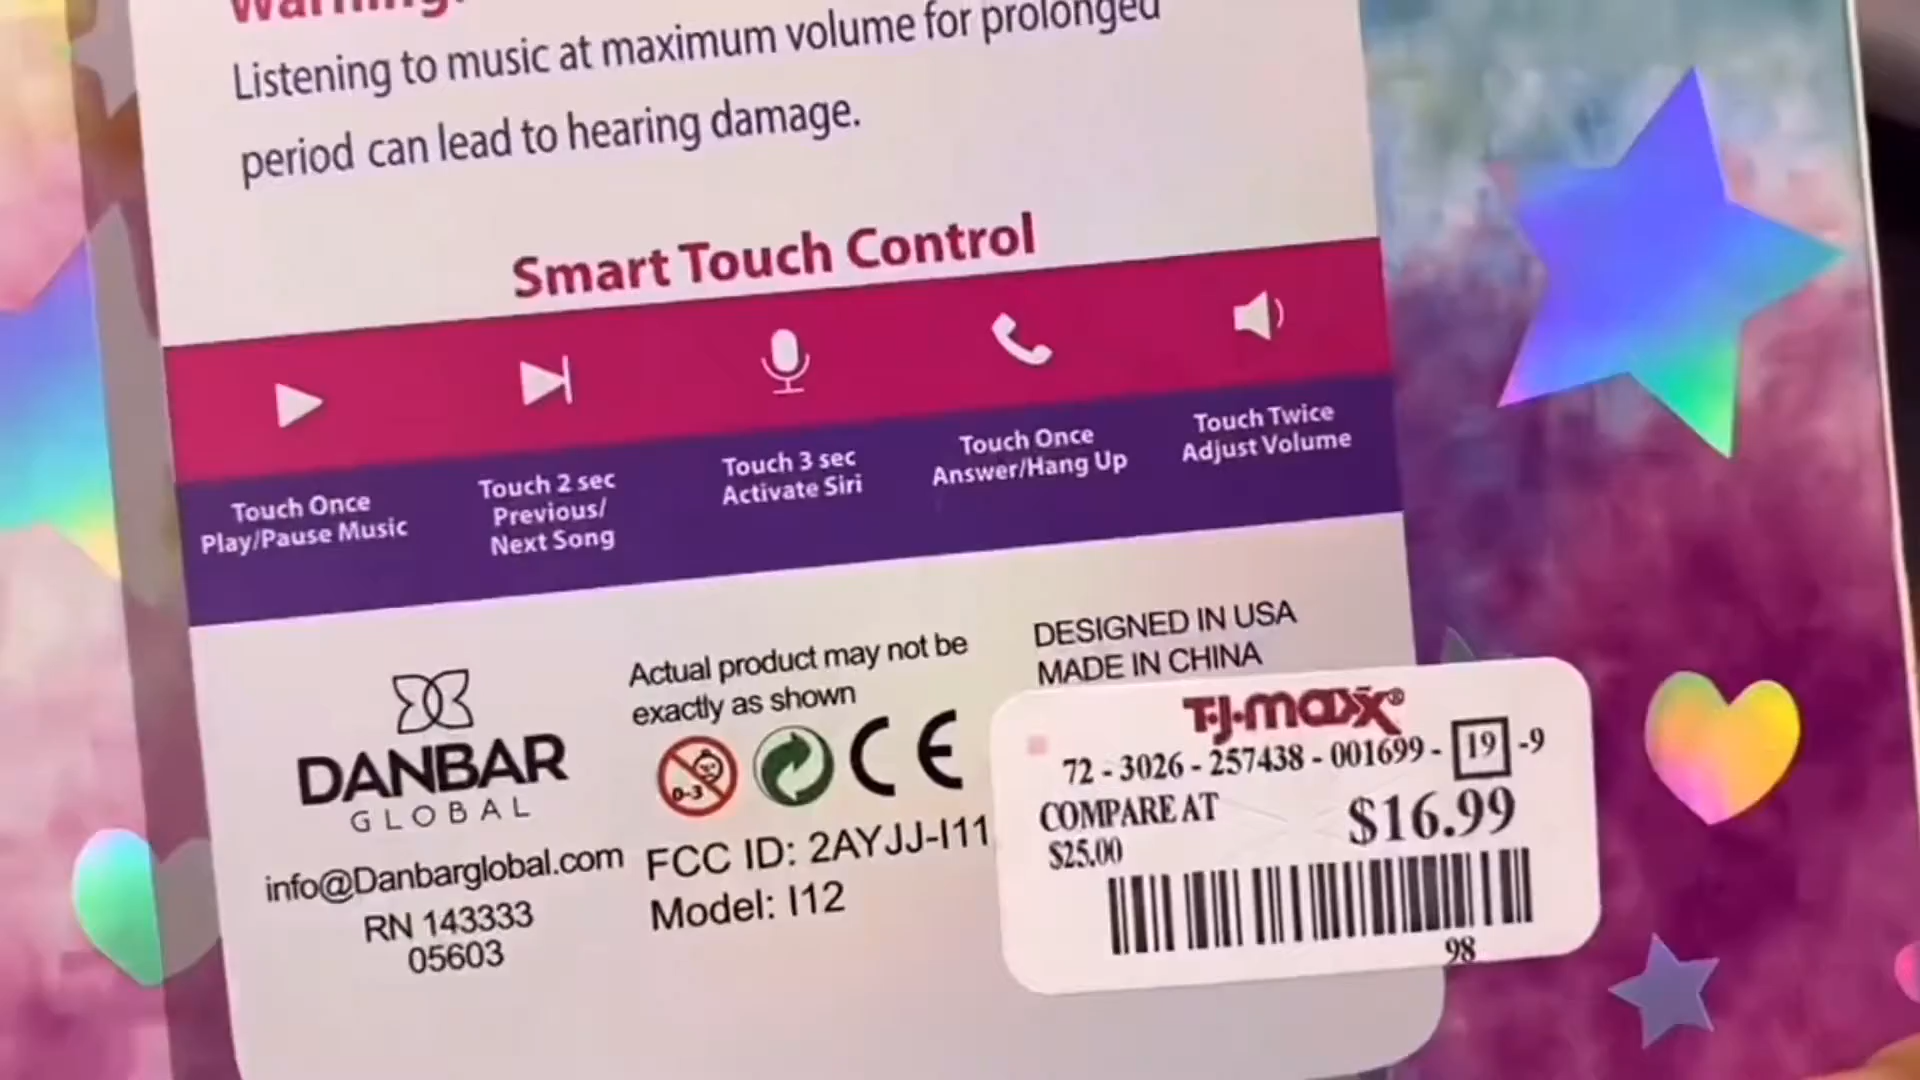 Warning:
Listening to music at maximum volume for prolonged
period can lead to hearing damage.
Smart Touch Control
Touch Once
Play/Pause Music
Touch 2 sec
Previous/
Next Song
Touch 3 sec
Activate Siri
Touch Once
Answer/Hang Up
Touch Twice
Adjust Volume
DANBAR
GLOBAL
info@Danbarglobal.com
RN 143333
05603
Actual product may not be
exactly as shown
0-3
CE
FCC ID: 2AYJJ-I11
Model: I12
DESIGNED IN USA
MADE IN CHINA
T·J·maxx®
72 - 3026 - 257438 - 001699 - 19 -9
COMPARE AT
$25.00
$16.99
98